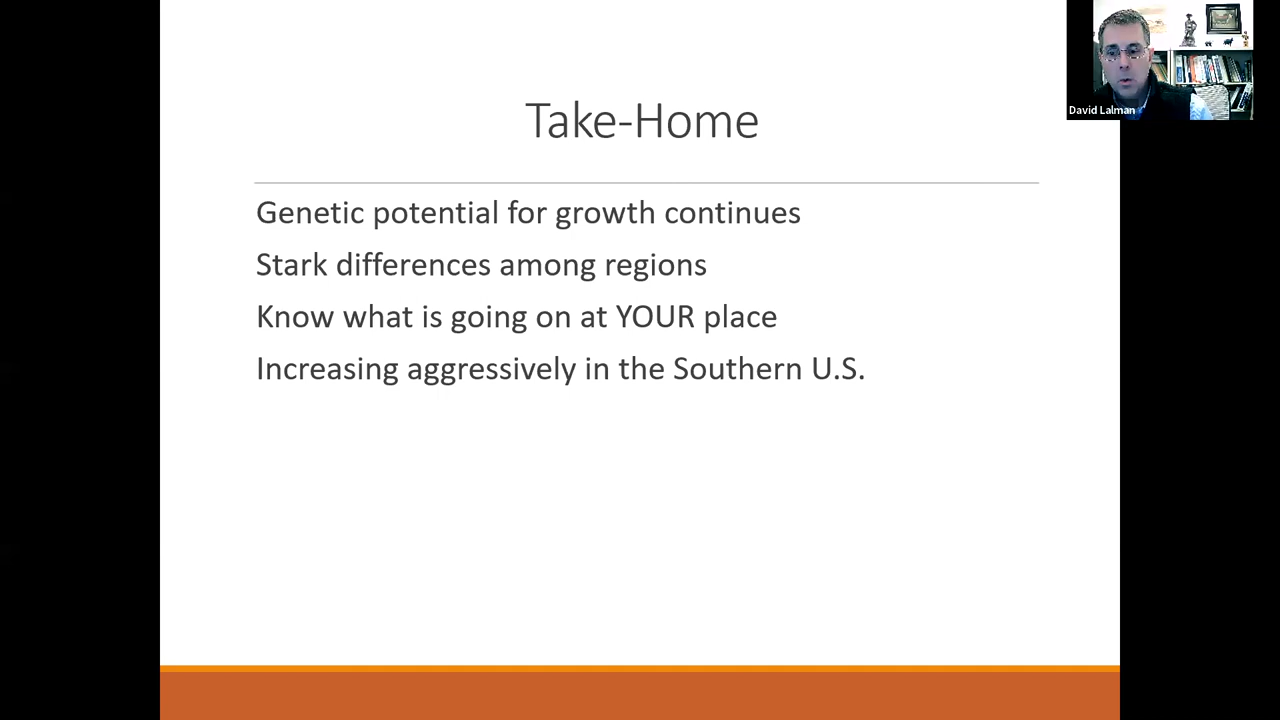 Take-Home
Genetic potential for growth continues
Stark differences among regions
Know what is going on at YOUR place
Increasing aggressively in the Southern U.S.
David Lalman